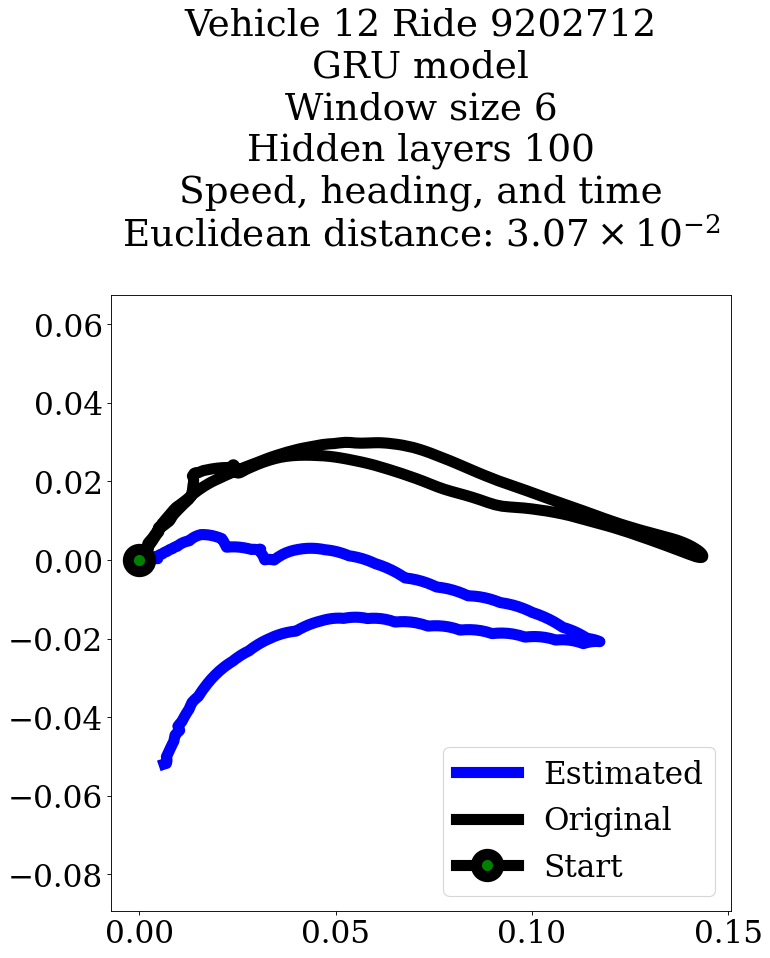 Vehicle 12 Ride 9202712
GRU model
Window size 6
Hidden layers 100
Speed, heading, and time
Euclidean distance: 3.07 × 10⁻²
0.06
0.04
0.02
0.00
−0.02
−0.04
−0.06
−0.08
Estimated
Original
Start
0.00 0.05 0.10 0.15